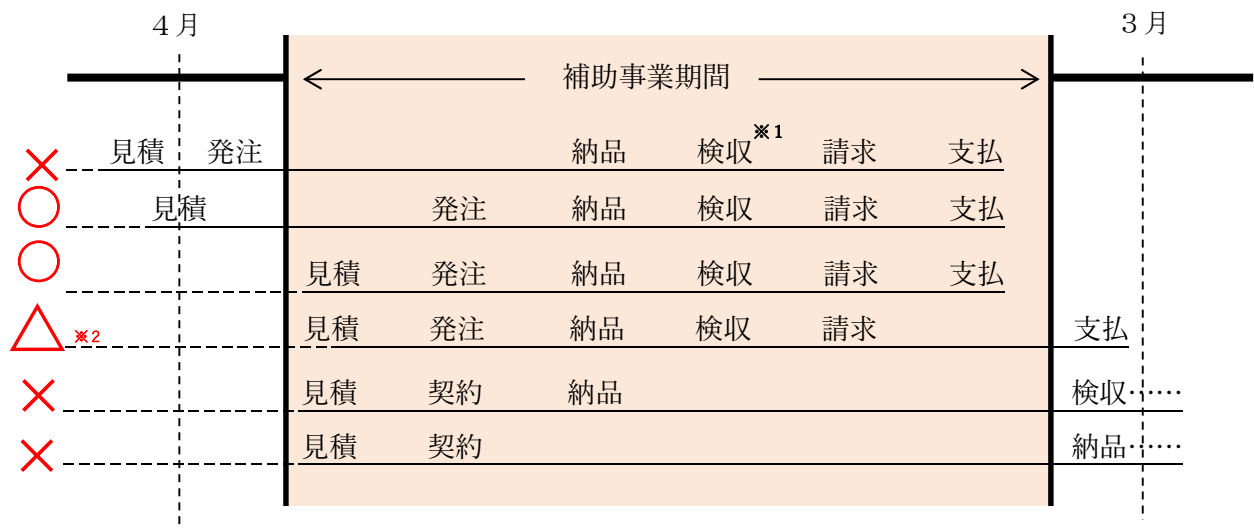 ４月
３月
補助事業期間
× 見積 発注 納品 検収※１ 請求 支払
○ 見積 発注 納品 検収 請求 支払
○ 見積 発注 納品 検収 請求 支払
△ ※２ 見積 発注 納品 検収 請求 支払
× 見積 契約 納品 検収……
× 見積 契約 納品……